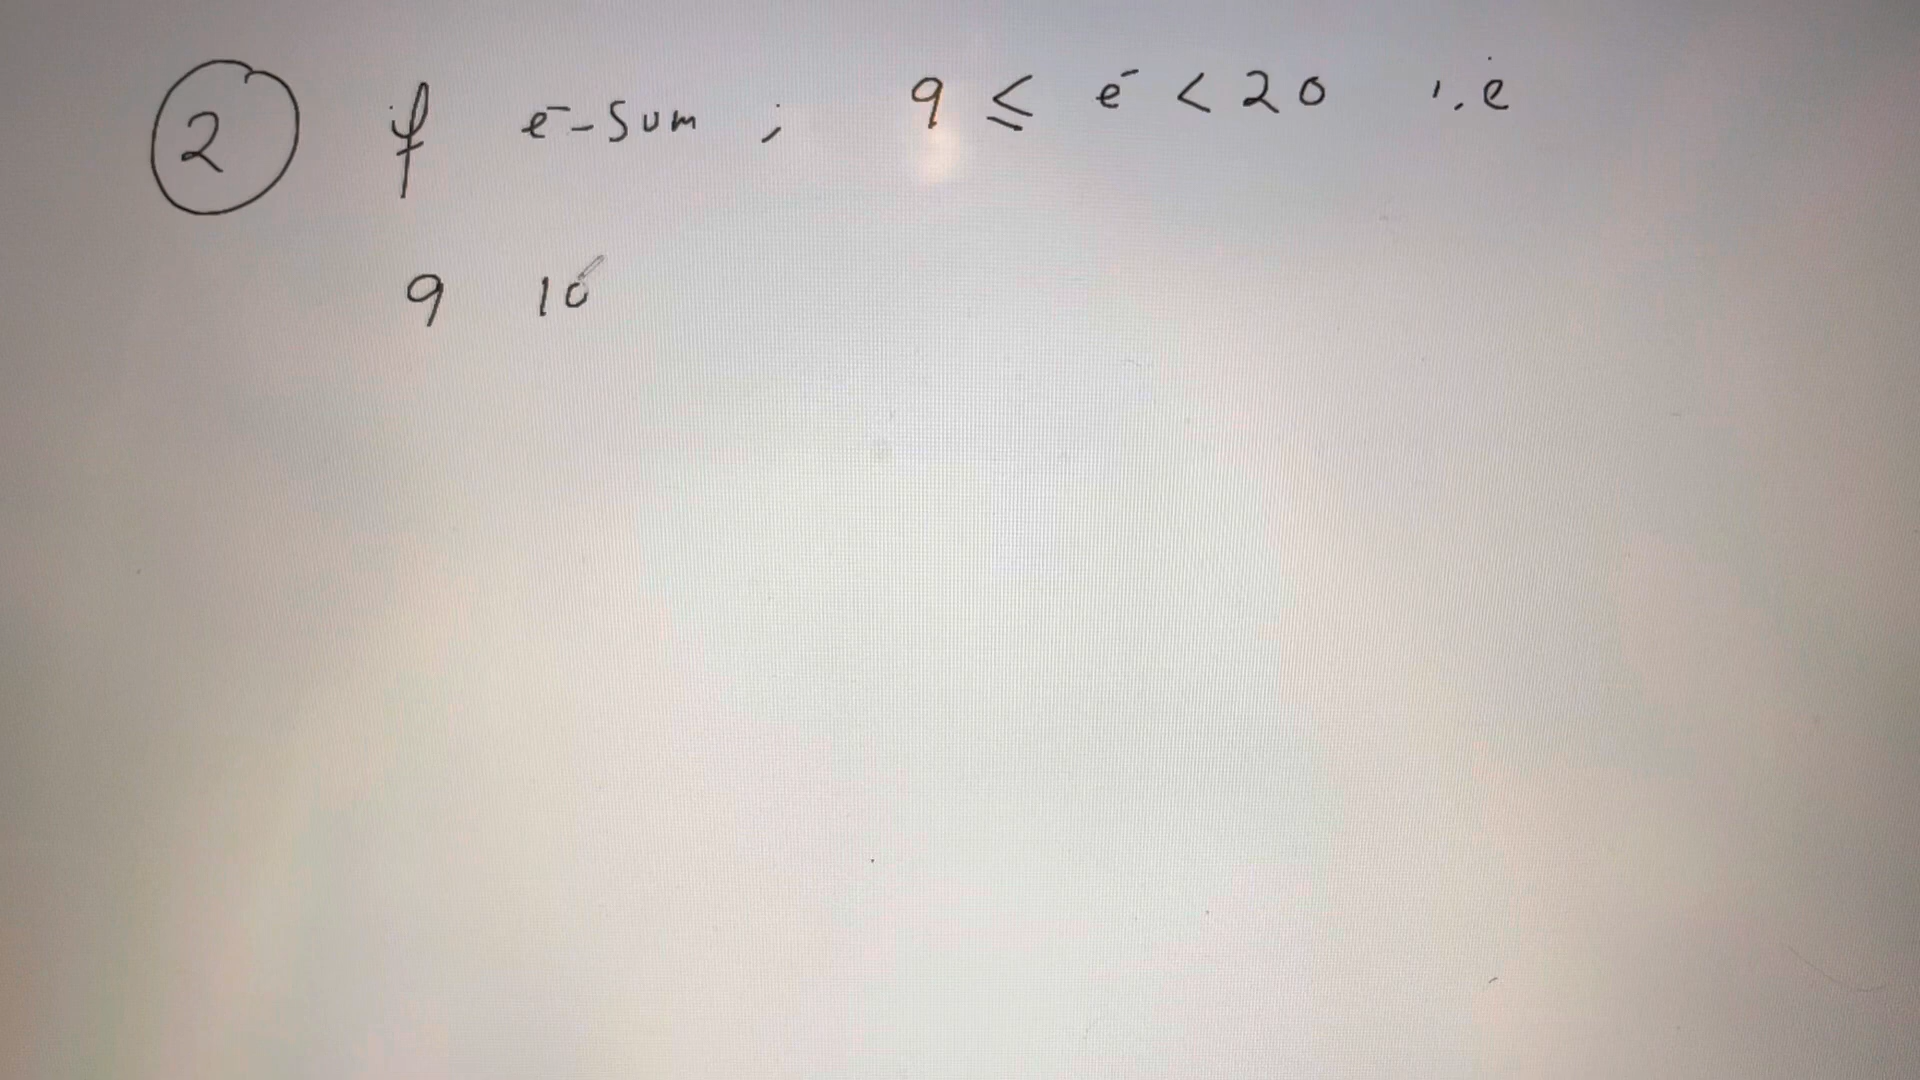 ② if e⁻-sum ; 9 ≤ e⁻ < 20 i.e
9 10